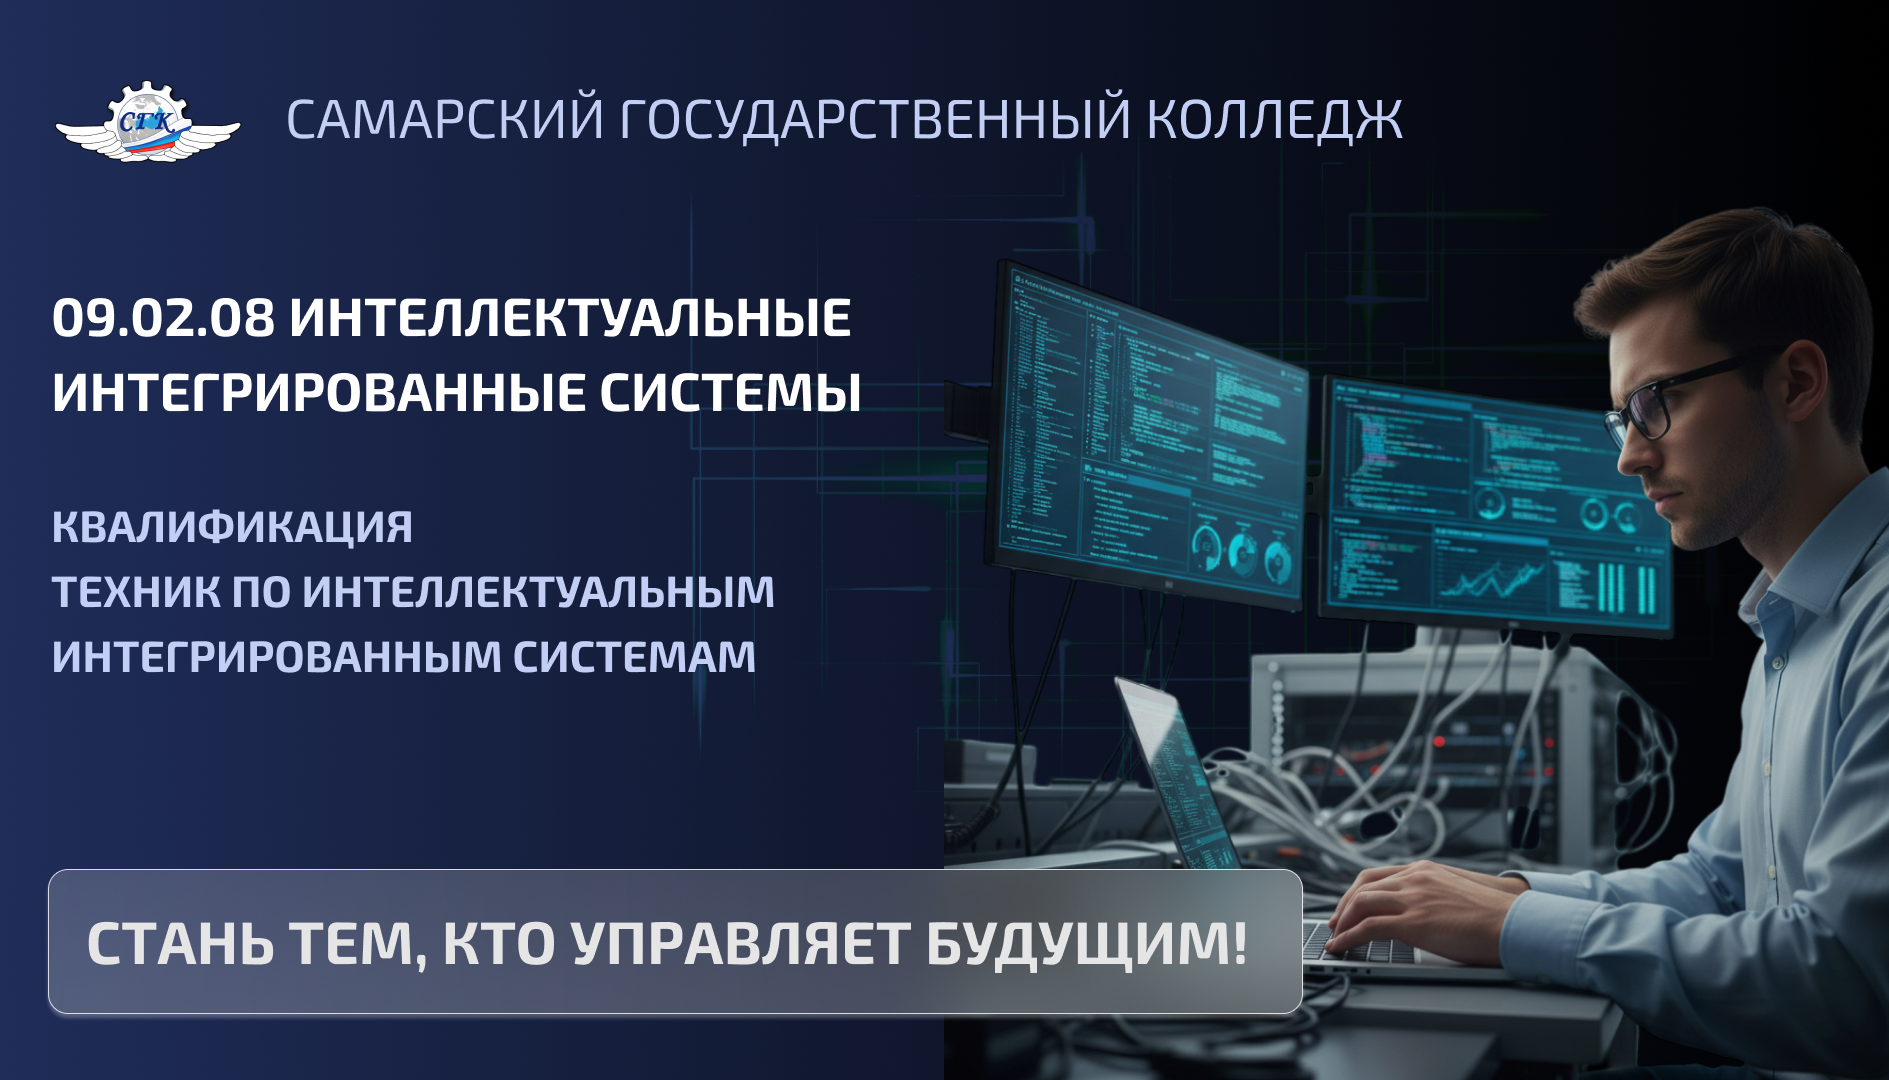 СГК
САМАРСКИЙ ГОСУДАРСТВЕННЫЙ КОЛЛЕДЖ
09.02.08 ИНТЕЛЛЕКТУАЛЬНЫЕ
ИНТЕГРИРОВАННЫЕ СИСТЕМЫ
КВАЛИФИКАЦИЯ
ТЕХНИК ПО ИНТЕЛЛЕКТУАЛЬНЫМ
ИНТЕГРИРОВАННЫМ СИСТЕМАМ
СТАНЬ ТЕМ, КТО УПРАВЛЯЕТ БУДУЩИМ!